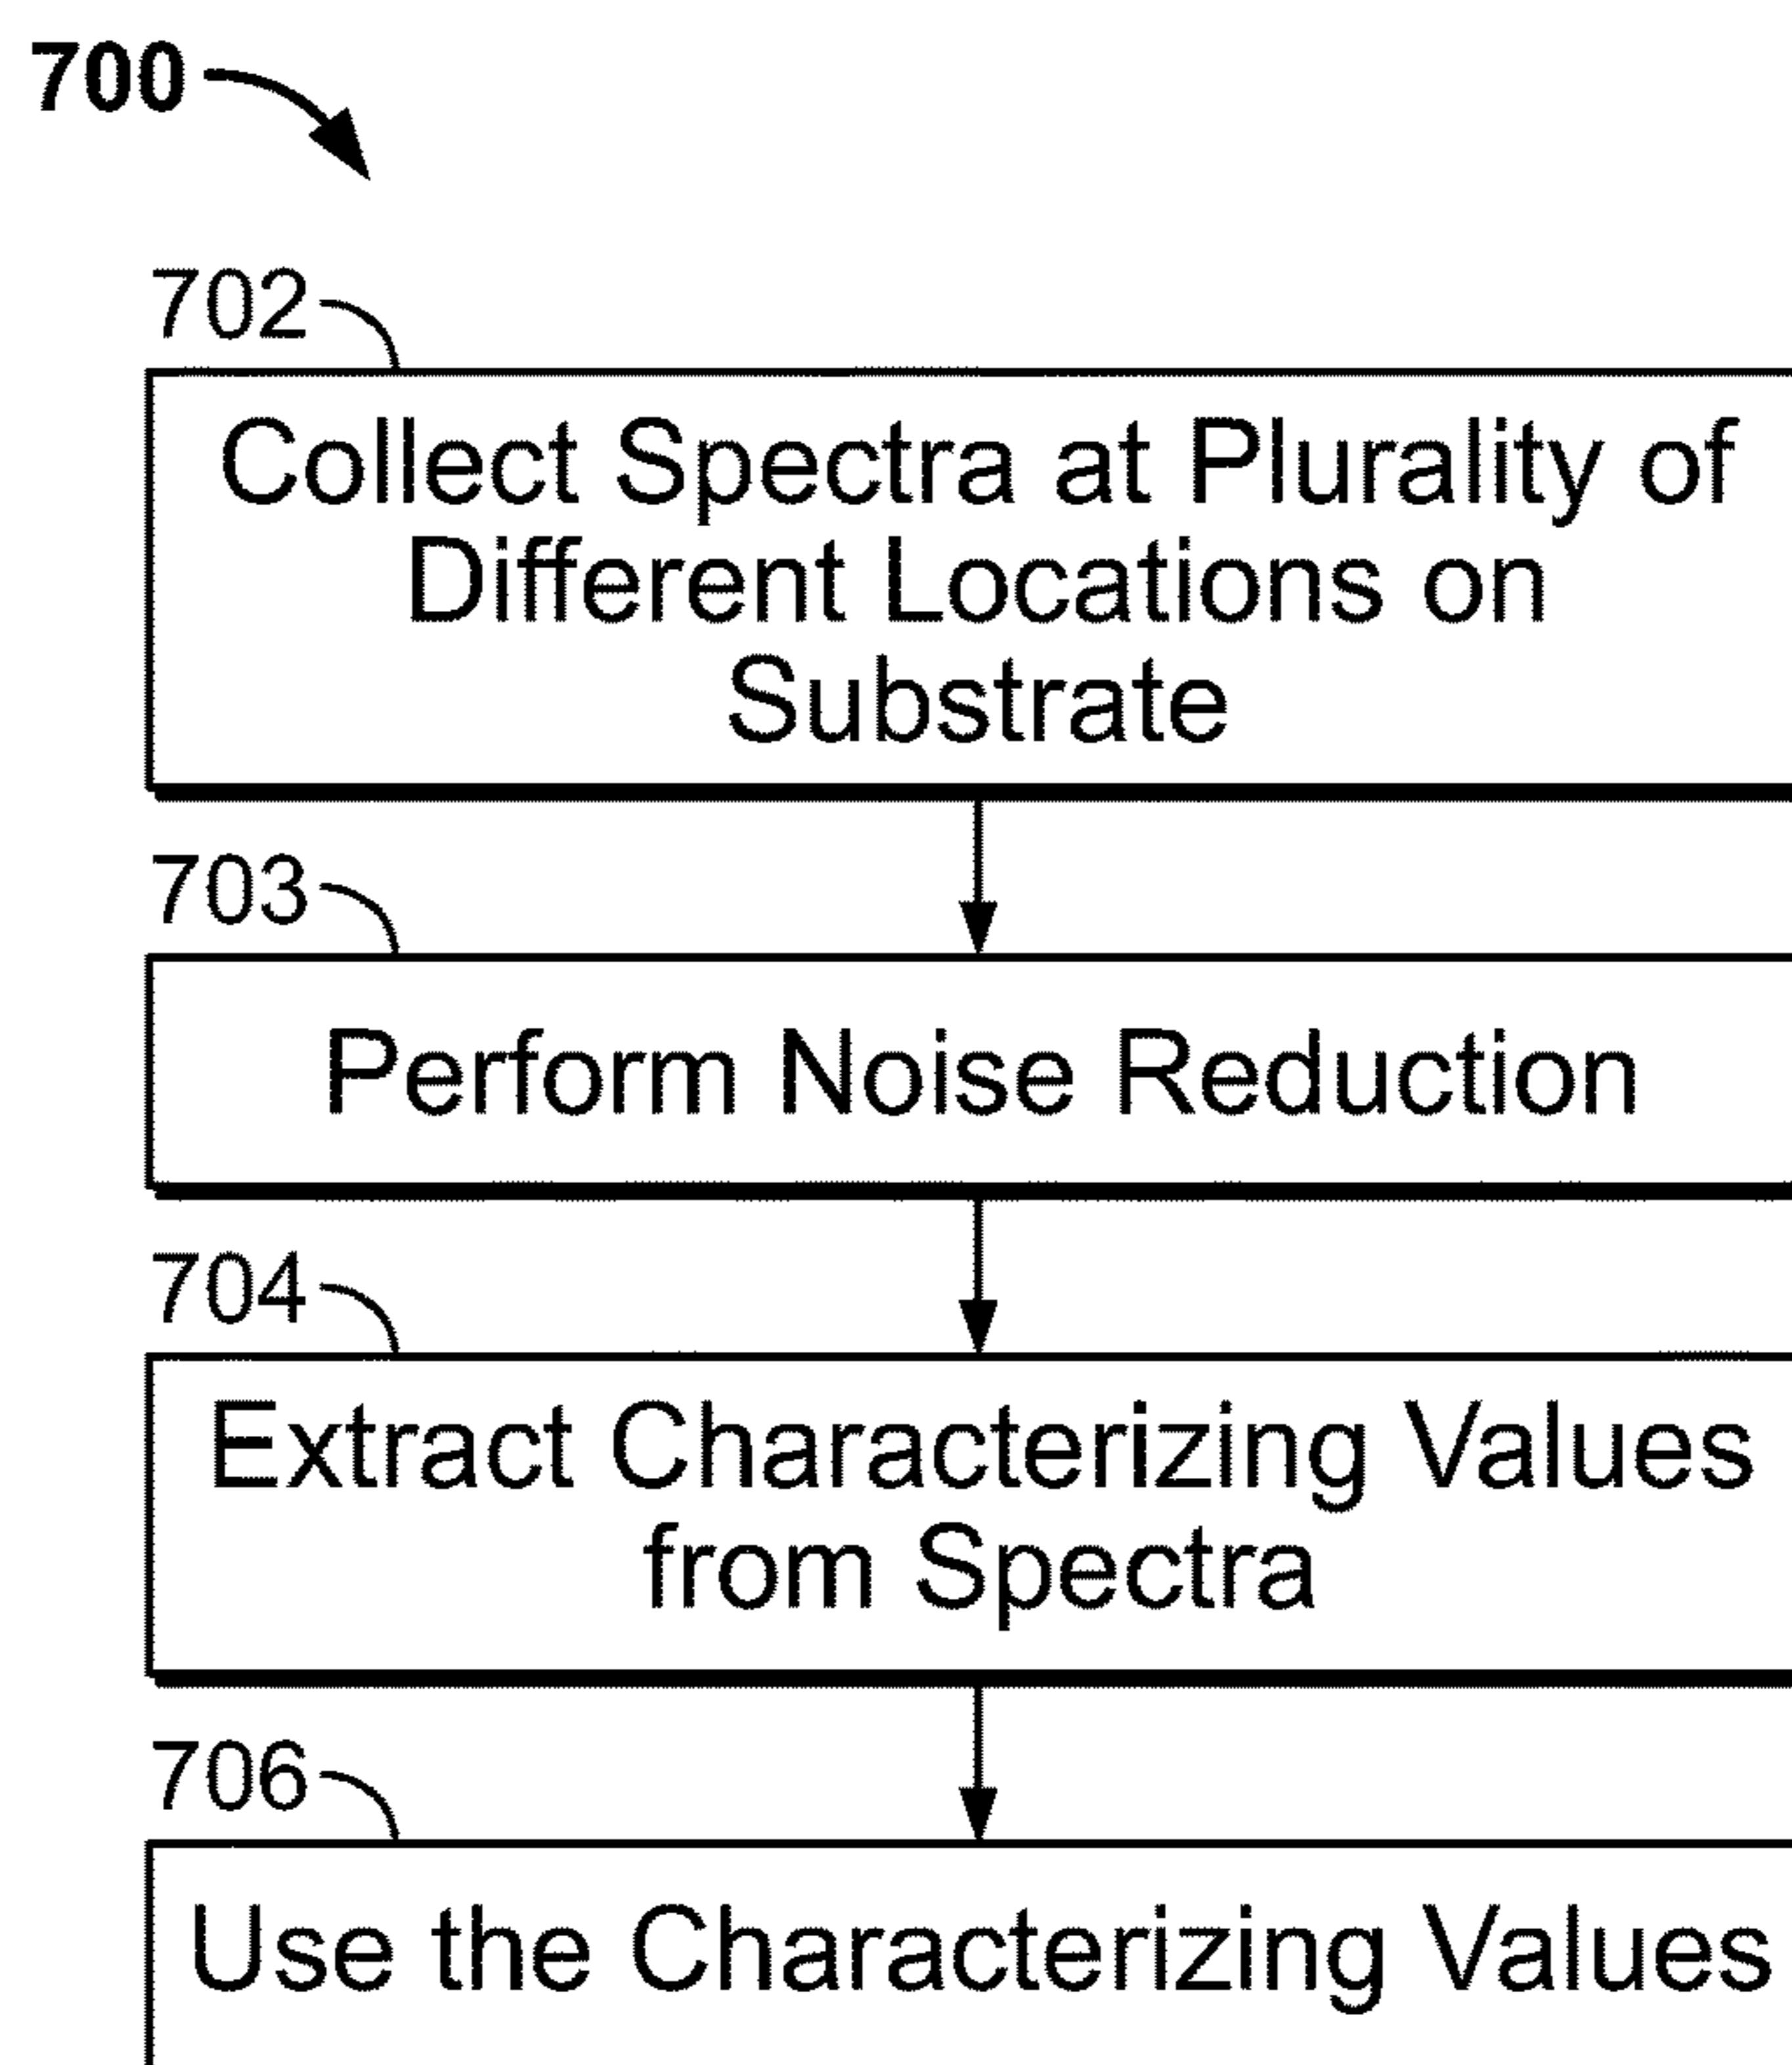 700
702
Collect Spectra at Plurality of
Different Locations on
Substrate
703
Perform Noise Reduction
704
Extract Characterizing Values
from Spectra
706
Use the Characterizing Values